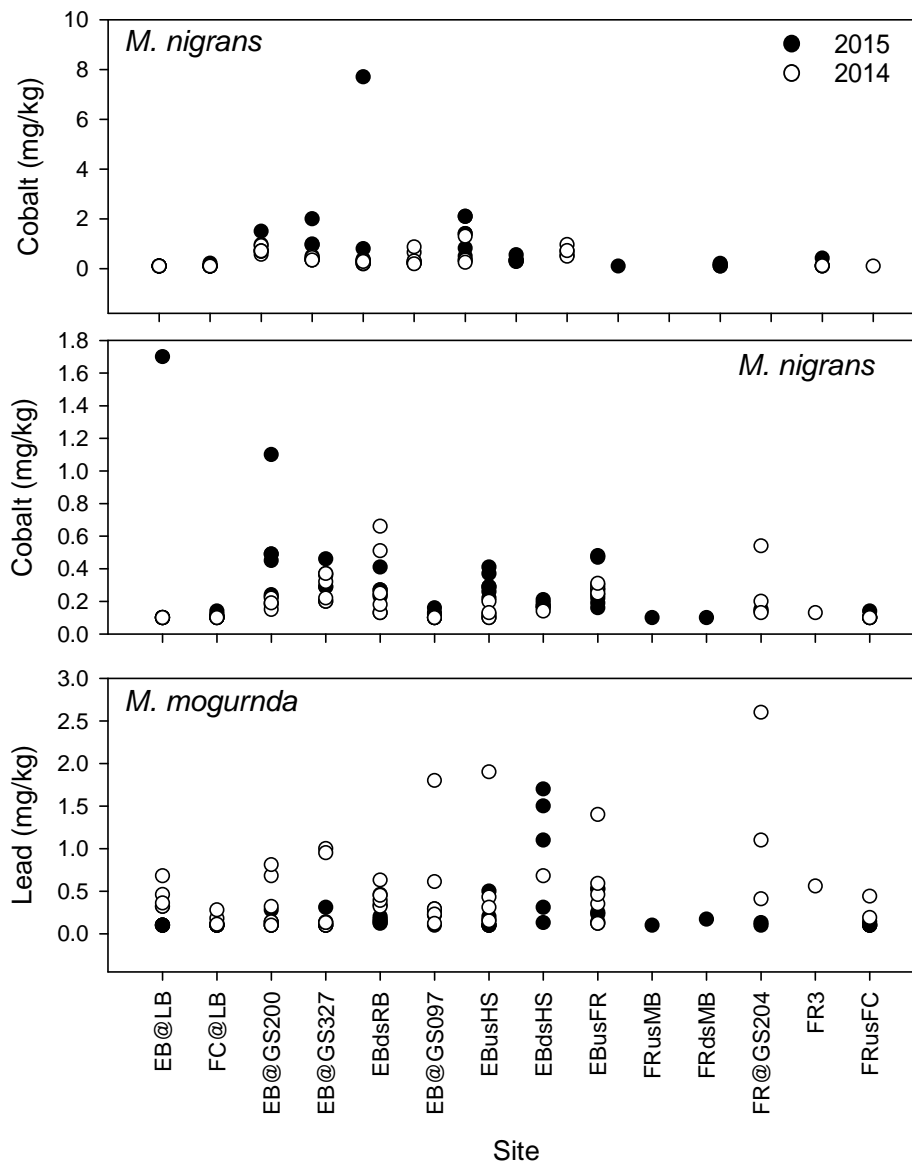 M. nigrans
2015
2014
Cobalt (mg/kg)
10
8
6
4
2
0
M. nigrans
Cobalt (mg/kg)
1.8
1.6
1.4
1.2
1.0
0.8
0.6
0.4
0.2
0.0
M. mogurnda
Lead (mg/kg)
3.0
2.5
2.0
1.5
1.0
0.5
0.0
EB@LB
FC@LB
EB@GS200
EB@GS327
EBdsRB
EB@GS097
EBusHS
EBdsHS
EBusFR
FRusMB
FRdsMB
FR@GS204
FR3
FRusFC
Site